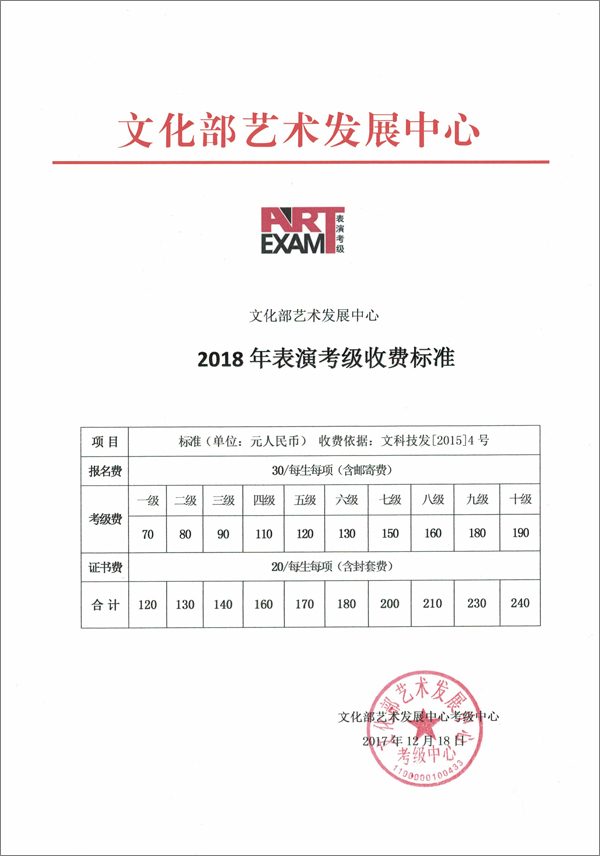 文化部艺术发展中心
ART
EXAM
表演考级
文化部艺术发展中心
2018 年表演考级收费标准
项 目 标准（单位：元人民币） 收费依据：文科技发[2015]4 号
报名费 30/每生每项（含邮寄费）
考级费 一级 二级 三级 四级 五级 六级 七级 八级 九级 十级
70 80 90 110 120 130 150 160 180 190
证书费 20/每生每项（含封套费）
合 计 120 130 140 160 170 180 200 210 230 240
文化部艺术发展中心
文化部艺术发展中心考级中心
2017 年 12 月 18 日
考级中心
1100000100433